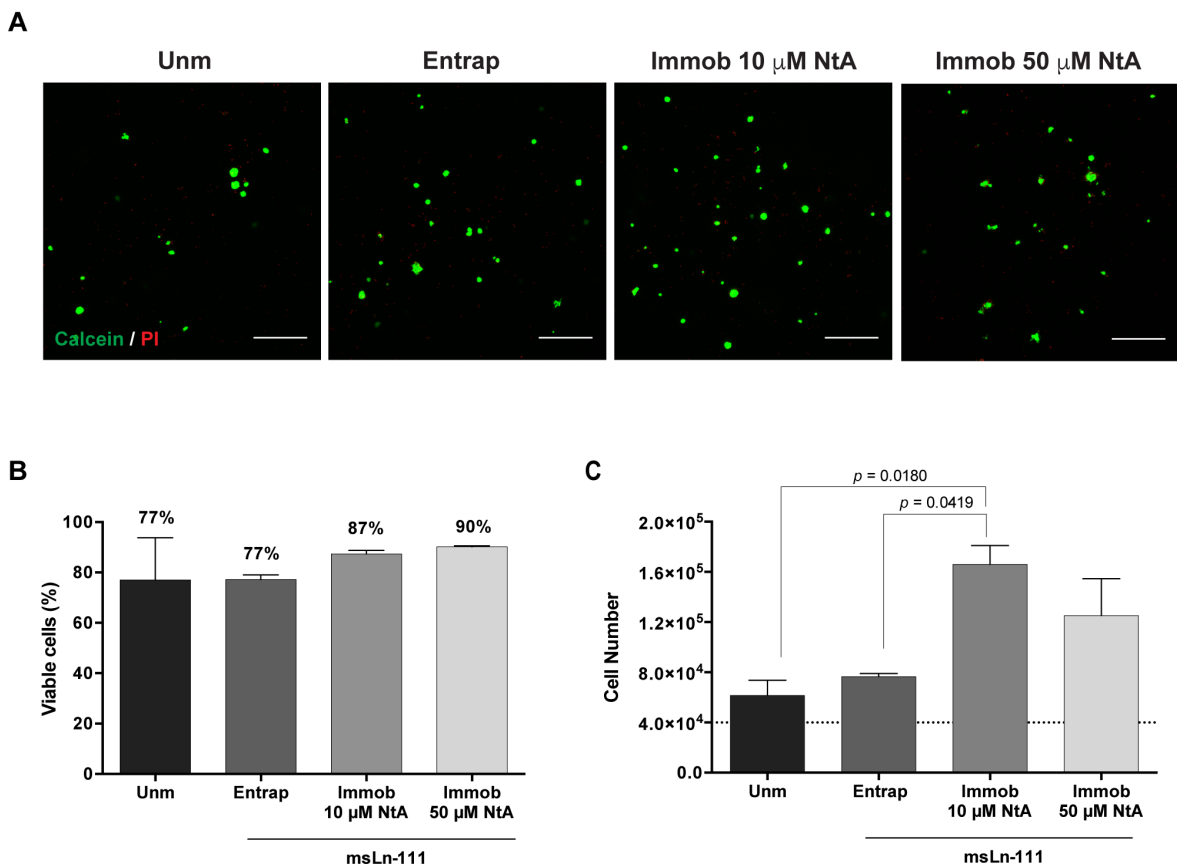 A
Unm
Entrap
Immob 10 μM NtA
Immob 50 μM NtA
Calcein / PI
B
77%
77%
87%
90%
100
80
60
40
20
0
Viable cells (%)
Unm
Entrap
Immob
10 μM NtA
Immob
50 μM NtA
msLn-111
C
p = 0.0180
p = 0.0419
2.0×10⁵
1.6×10⁵
1.2×10⁵
8.0×10⁴
4.0×10⁴
0.0
Cell Number
Unm
Entrap
Immob
10 μM NtA
Immob
50 μM NtA
msLn-111